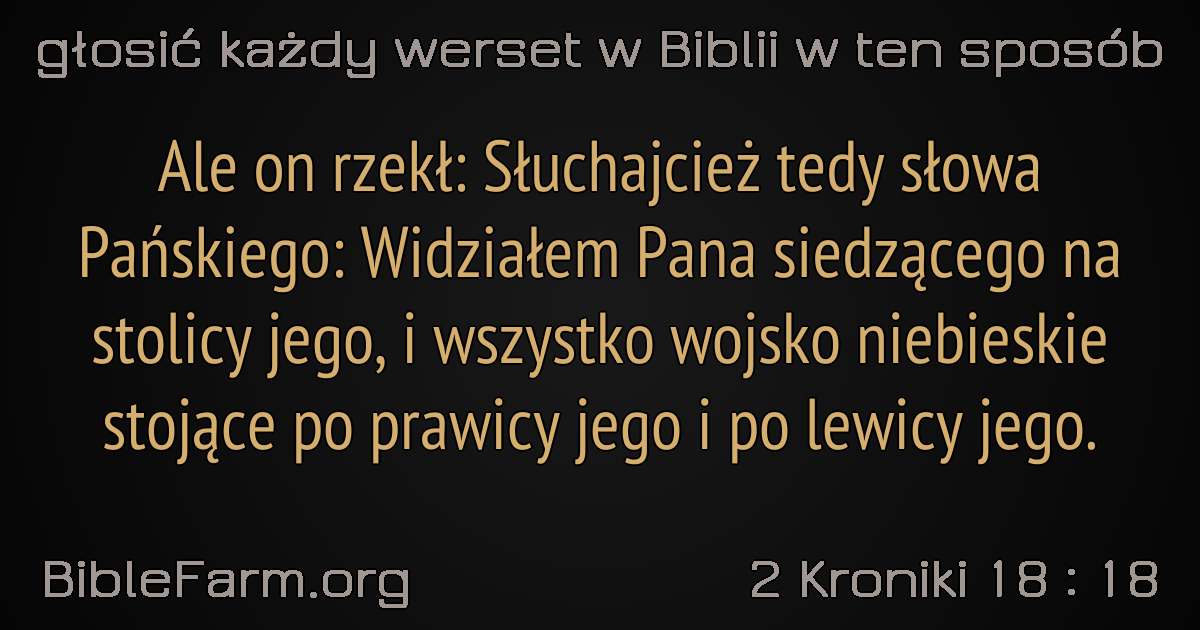 głosić każdy werset w Biblii w ten sposób
Ale on rzekł: Słuchajcież tedy słowa
Pańskiego: Widziałem Pana siedzącego na
stolicy jego, i wszystko wojsko niebieskie
stojące po prawicy jego i po lewicy jego.
BibleFarm.org
2 Kroniki 18 : 18